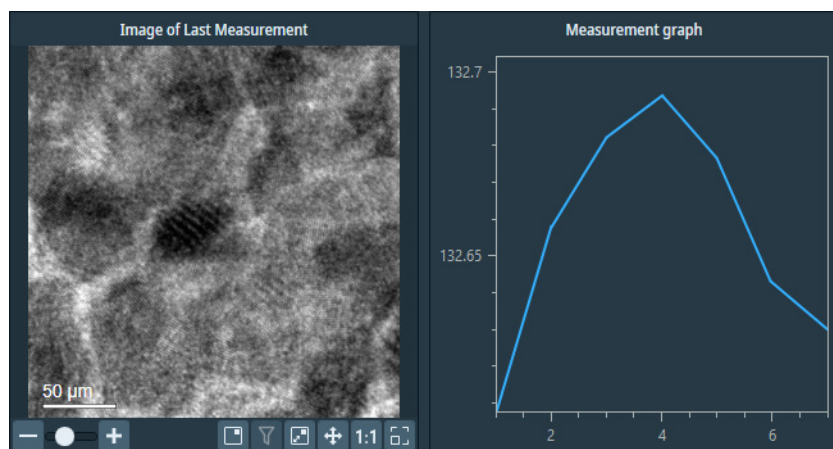 Image of Last Measurement
50 µm
1:1
Measurement graph
132.7
132.65
2 4 6